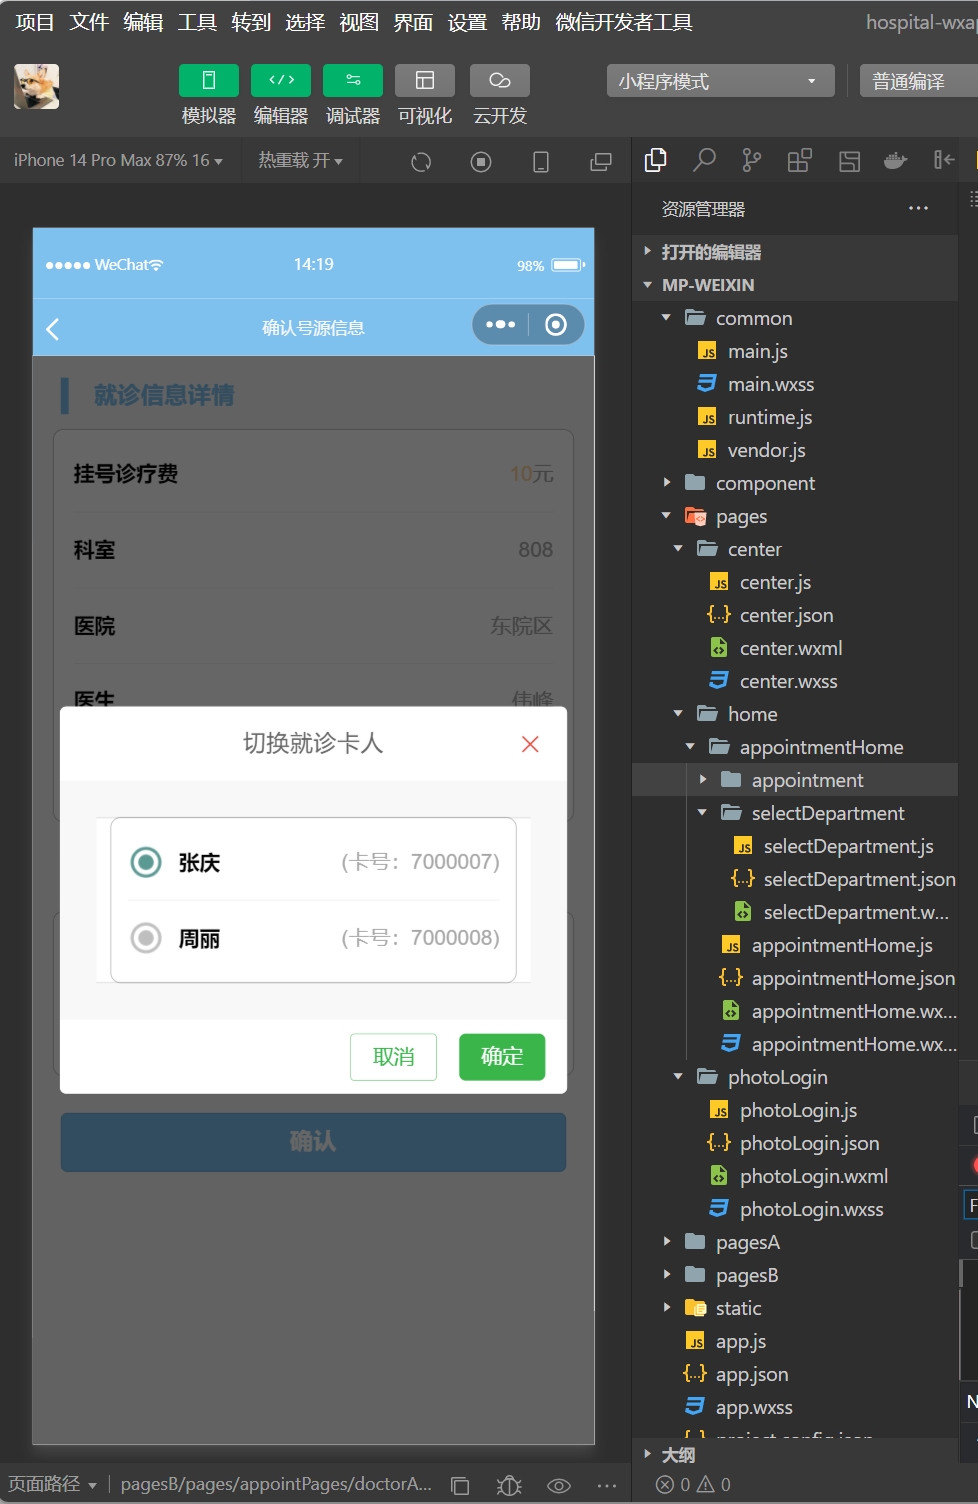 项目 文件 编辑 工具 转到 选择 视图 界面 设置 帮助 微信开发者工具 hospital-wxap
模拟器 编辑器 调试器 可视化 云开发
小程序模式
普通编译
iPhone 14 Pro Max 87% 16
热重载 开
WeChat
14:19
98%
确认号源信息
就诊信息详情
挂号诊疗费 10元
科室 808
医院 东院区
医生 伟峰
切换就诊卡人
张庆 (卡号：7000007)
周丽 (卡号：7000008)
取消 确定
确认
页面路径 pagesB/pages/appointPages/doctorA...
资源管理器
打开的编辑器
MP-WEIXIN
common
main.js
main.wxss
runtime.js
vendor.js
component
pages
center
center.js
center.json
center.wxml
center.wxss
home
appointmentHome
appointment
selectDepartment
selectDepartment.js
selectDepartment.json
selectDepartment.w...
appointmentHome.js
appointmentHome.json
appointmentHome.wx...
appointmentHome.wx...
photoLogin
photoLogin.js
photoLogin.json
photoLogin.wxml
photoLogin.wxss
pagesA
pagesB
static
app.js
app.json
app.wxss
project.config.json
大纲
0 0
F
N